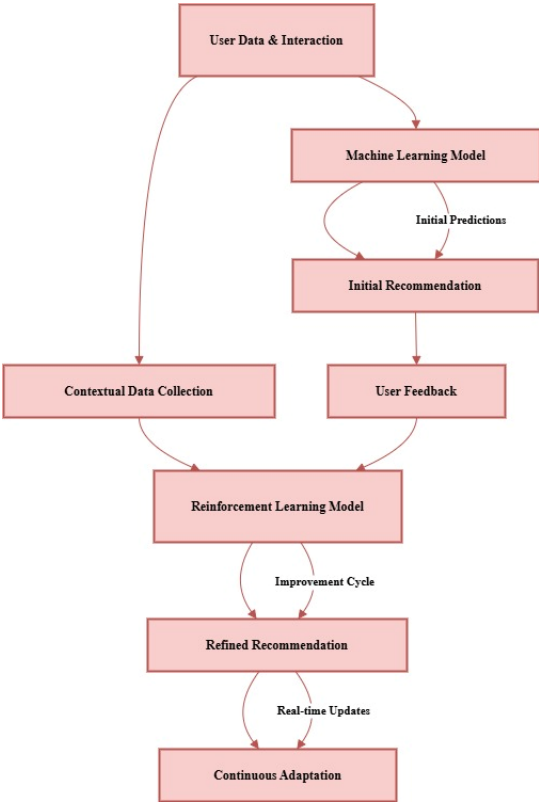 User Data & Interaction
Machine Learning Model
Initial Predictions
Initial Recommendation
Contextual Data Collection
User Feedback
Reinforcement Learning Model
Improvement Cycle
Refined Recommendation
Real-time Updates
Continuous Adaptation